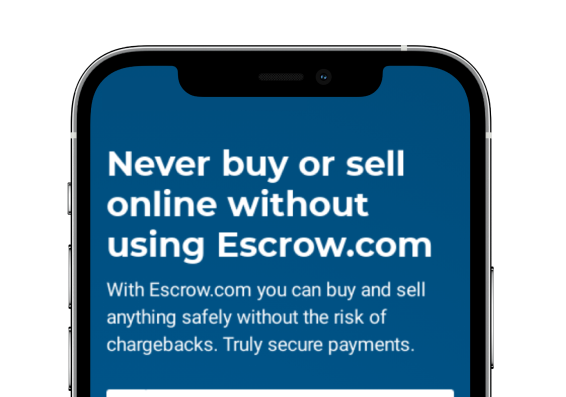 Never buy or sell
online without
using Escrow.com
With Escrow.com you can buy and sell
anything safely without the risk of
chargebacks. Truly secure payments.